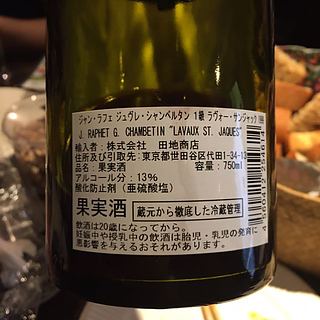 ジャン・ラフェ ジュヴレ・シャンベルタン 1級 ラヴォー・サンジャック
J. RAPHET G. CHAMBETIN "LAVAUX ST. JAQUES"
輸入者：株式会社 田地商店
住所及び引取先：東京都世田谷区代田1-34-13
品名：果実酒 容量：750ml
アルコール分：13%
酸化防止剤（亜硫酸塩）
果実酒 蔵元から徹底した冷蔵管理
飲酒は20歳になってから。
妊娠中や授乳中の飲酒は胎児・乳児の発育に
悪影響を与えるおそれがあります。